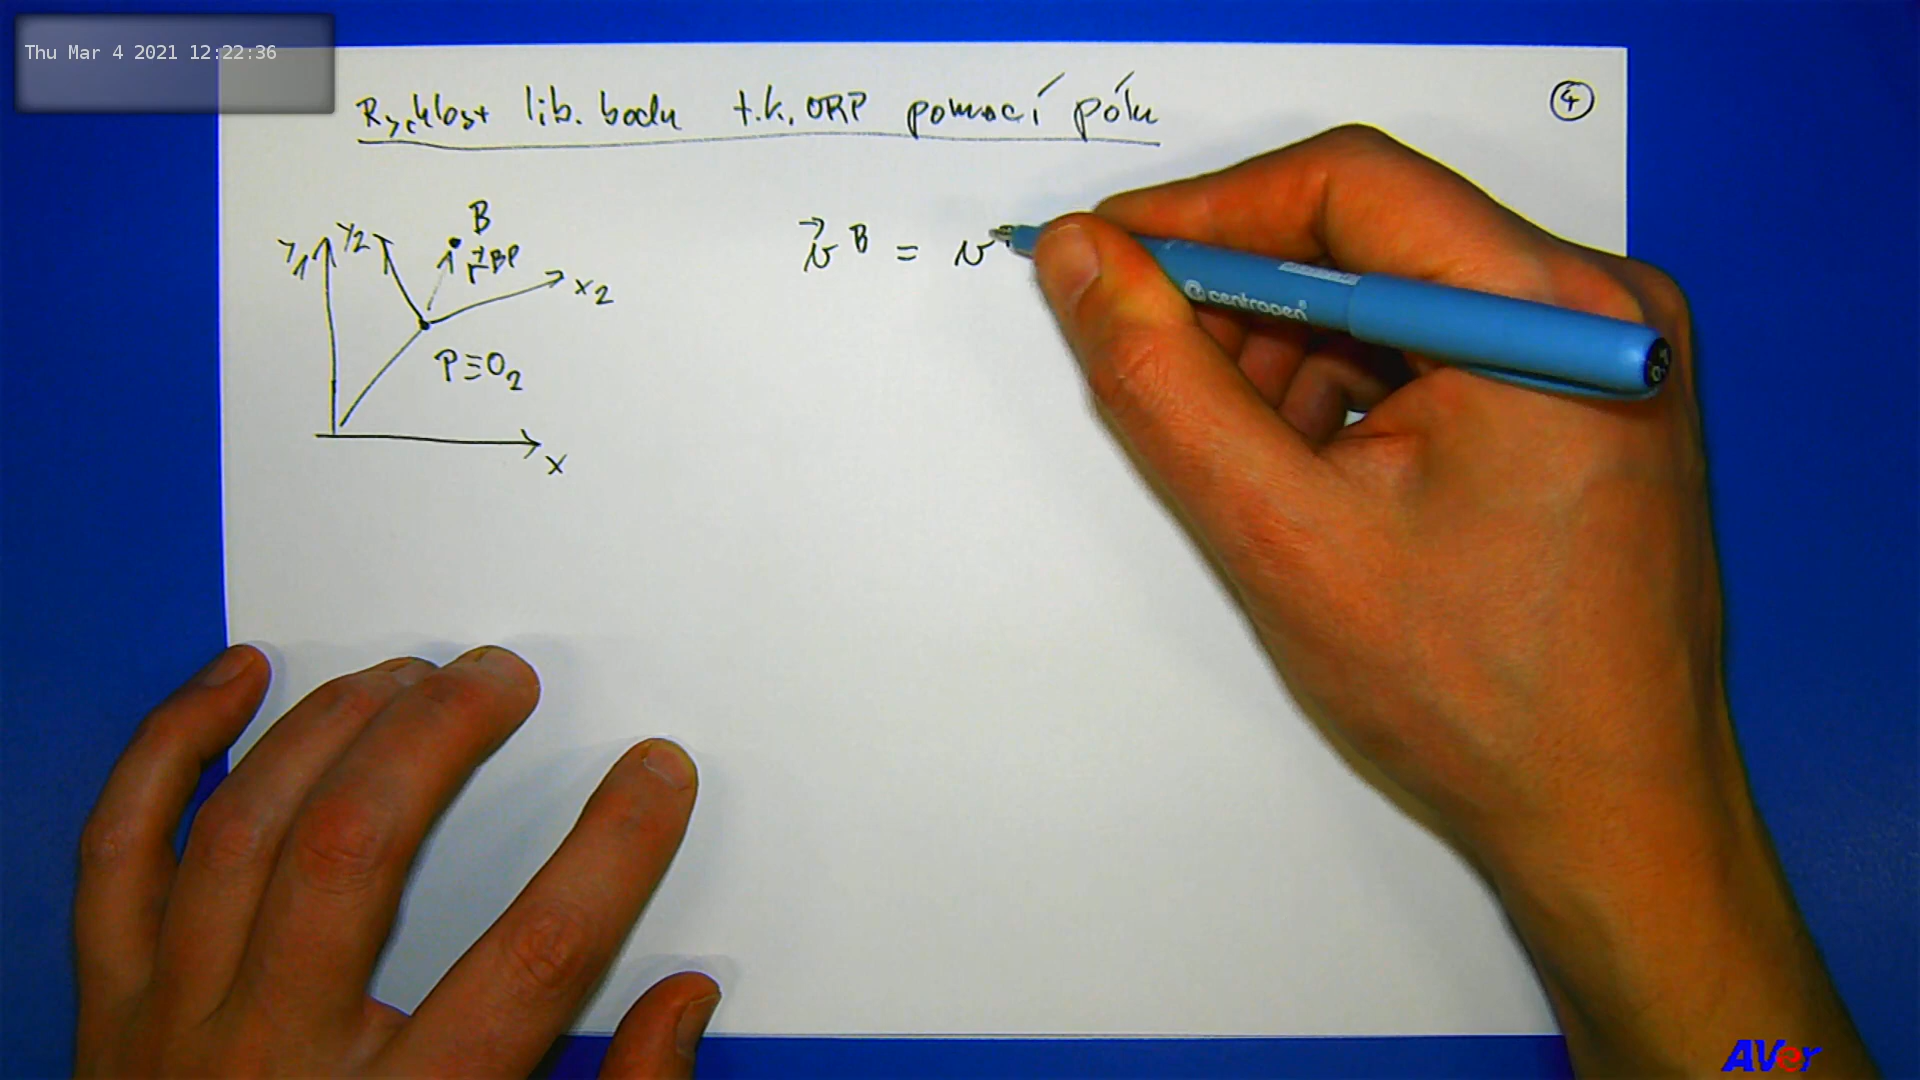 Thu Mar 4 2021 12:22:36
Rychlost lib. bodu t.k. ORP pomocí pólu
4
B
y1 y2
r⃗ BP
x2
P≡O2
x
v⃗ B = v
centropen
AVer